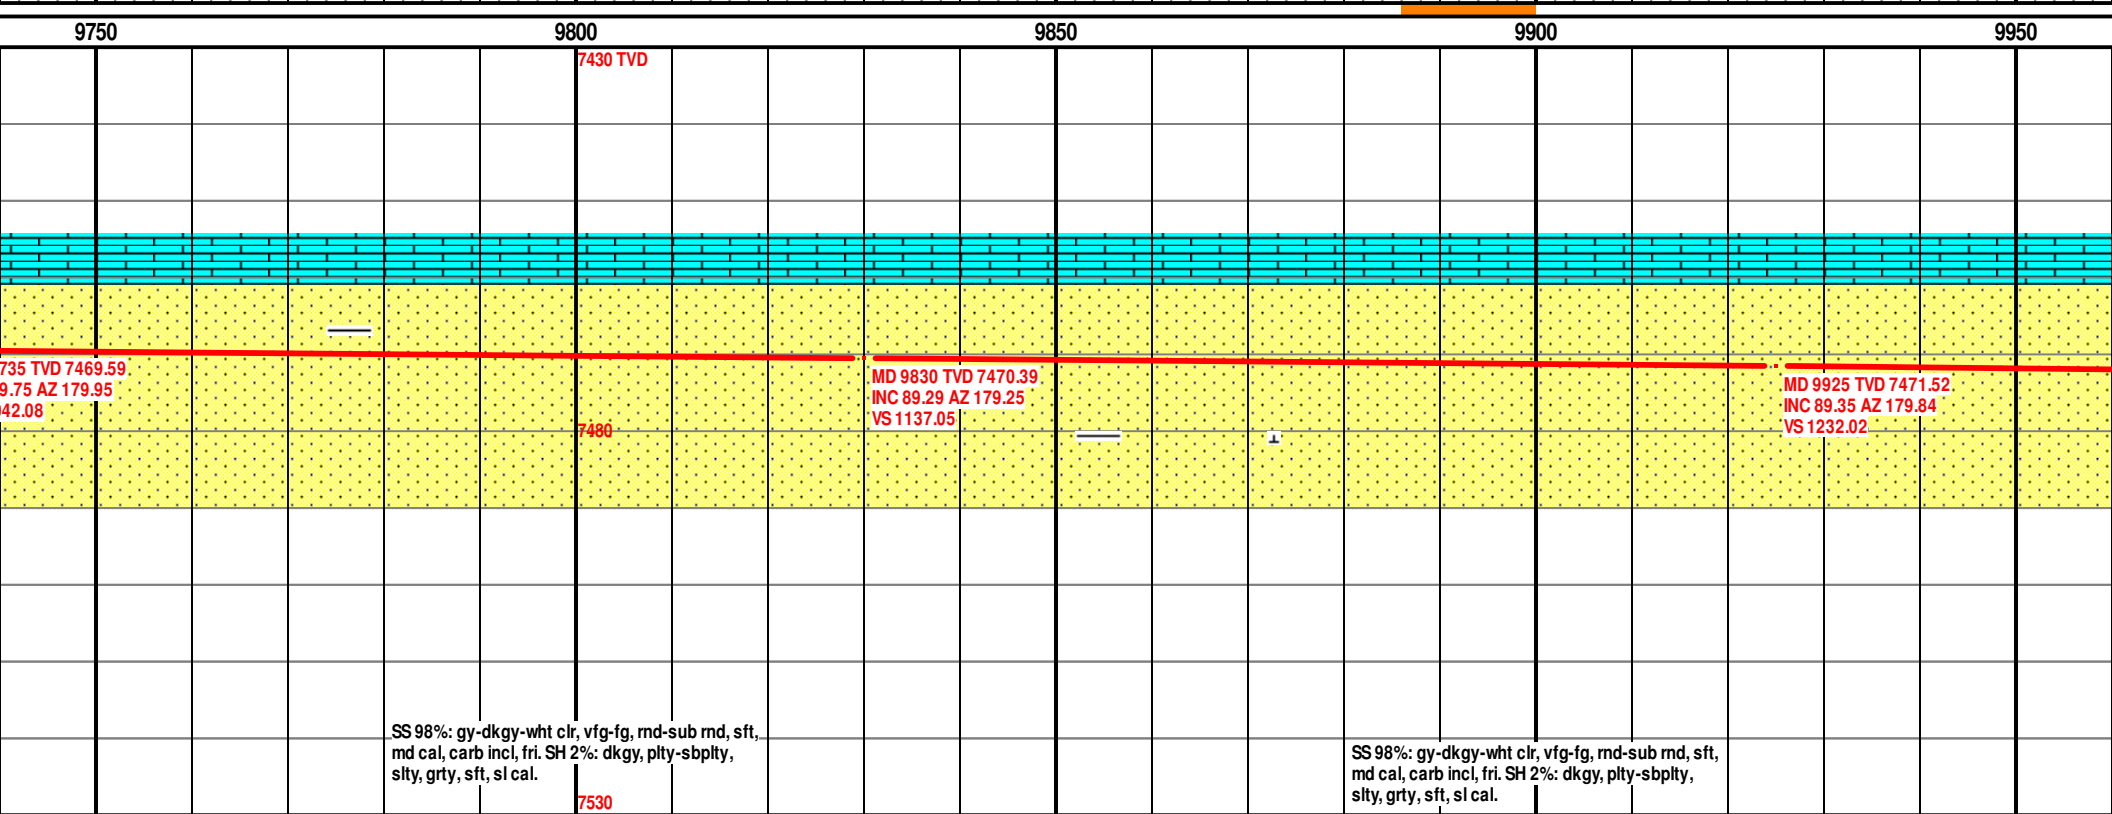 9750 9800 9850 9900 9950
7430 TVD
735 TVD 7469.59
9.75 AZ 179.95
42.08
MD 9830 TVD 7470.39
INC 89.29 AZ 179.25
VS 1137.05
MD 9925 TVD 7471.52
INC 89.35 AZ 179.84
VS 1232.02
7480
SS 98%: gy-dkgy-wht clr, vfg-fg, rnd-sub rnd, sft,
md cal, carb incl, fri. SH 2%: dkgy, plty-sbplty,
slty, grty, sft, sl cal.
SS 98%: gy-dkgy-wht clr, vfg-fg, rnd-sub rnd, sft,
md cal, carb incl, fri. SH 2%: dkgy, plty-sbplty,
slty, grty, sft, sl cal.
7530